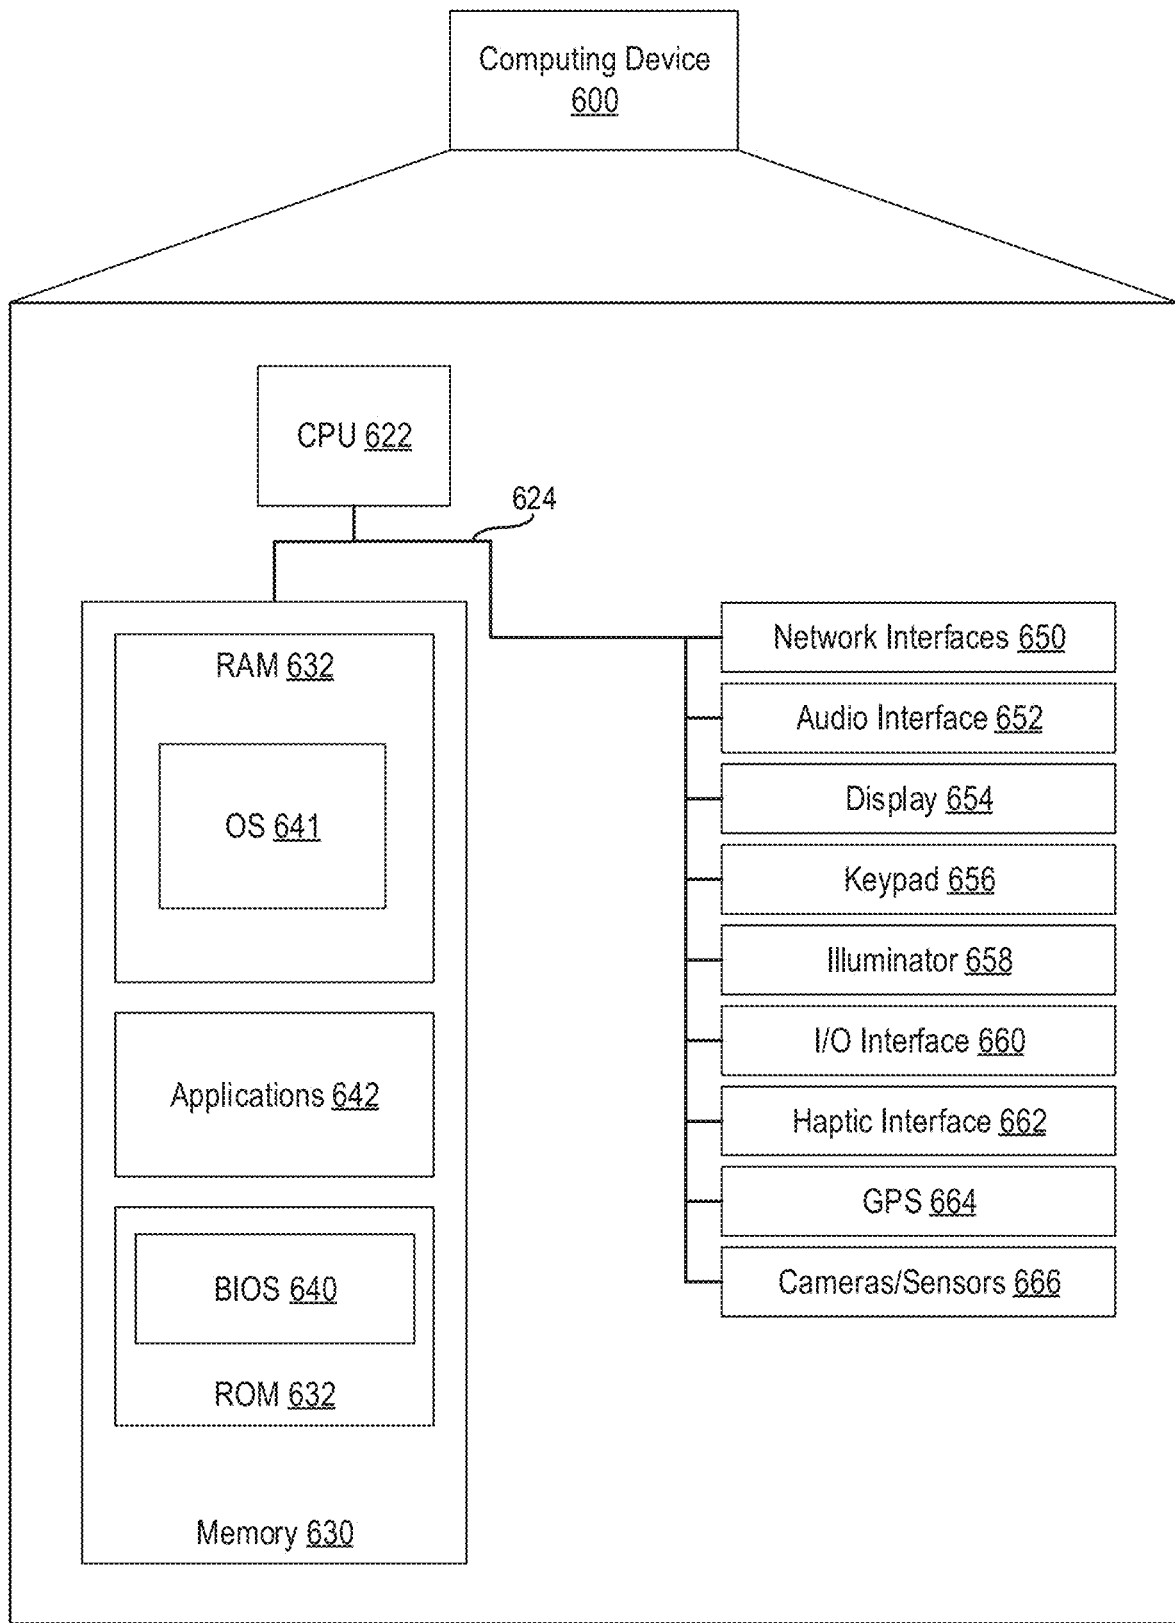 Computing Device
600
CPU 622
624
RAM 632
OS 641
Applications 642
BIOS 640
ROM 632
Memory 630
Network Interfaces 650
Audio Interface 652
Display 654
Keypad 656
Illuminator 658
I/O Interface 660
Haptic Interface 662
GPS 664
Cameras/Sensors 666